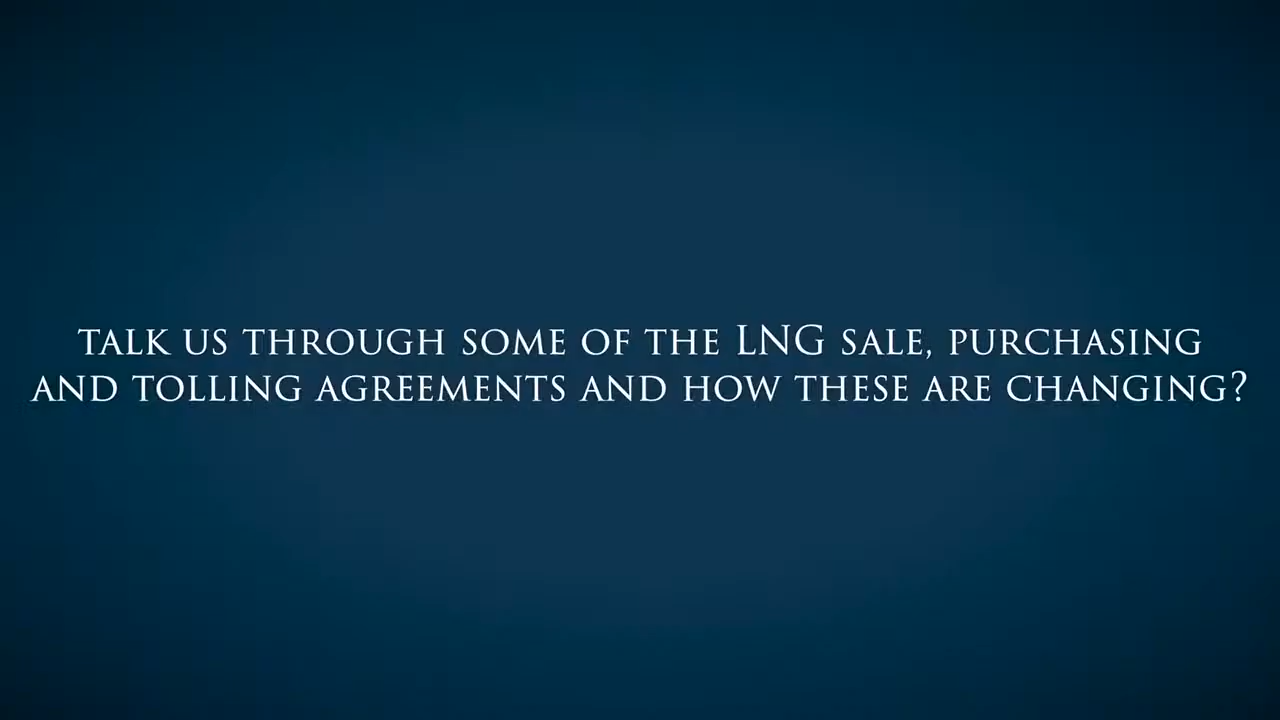 TALK US THROUGH SOME OF THE LNG SALE, PURCHASING
AND TOLLING AGREEMENTS AND HOW THESE ARE CHANGING?